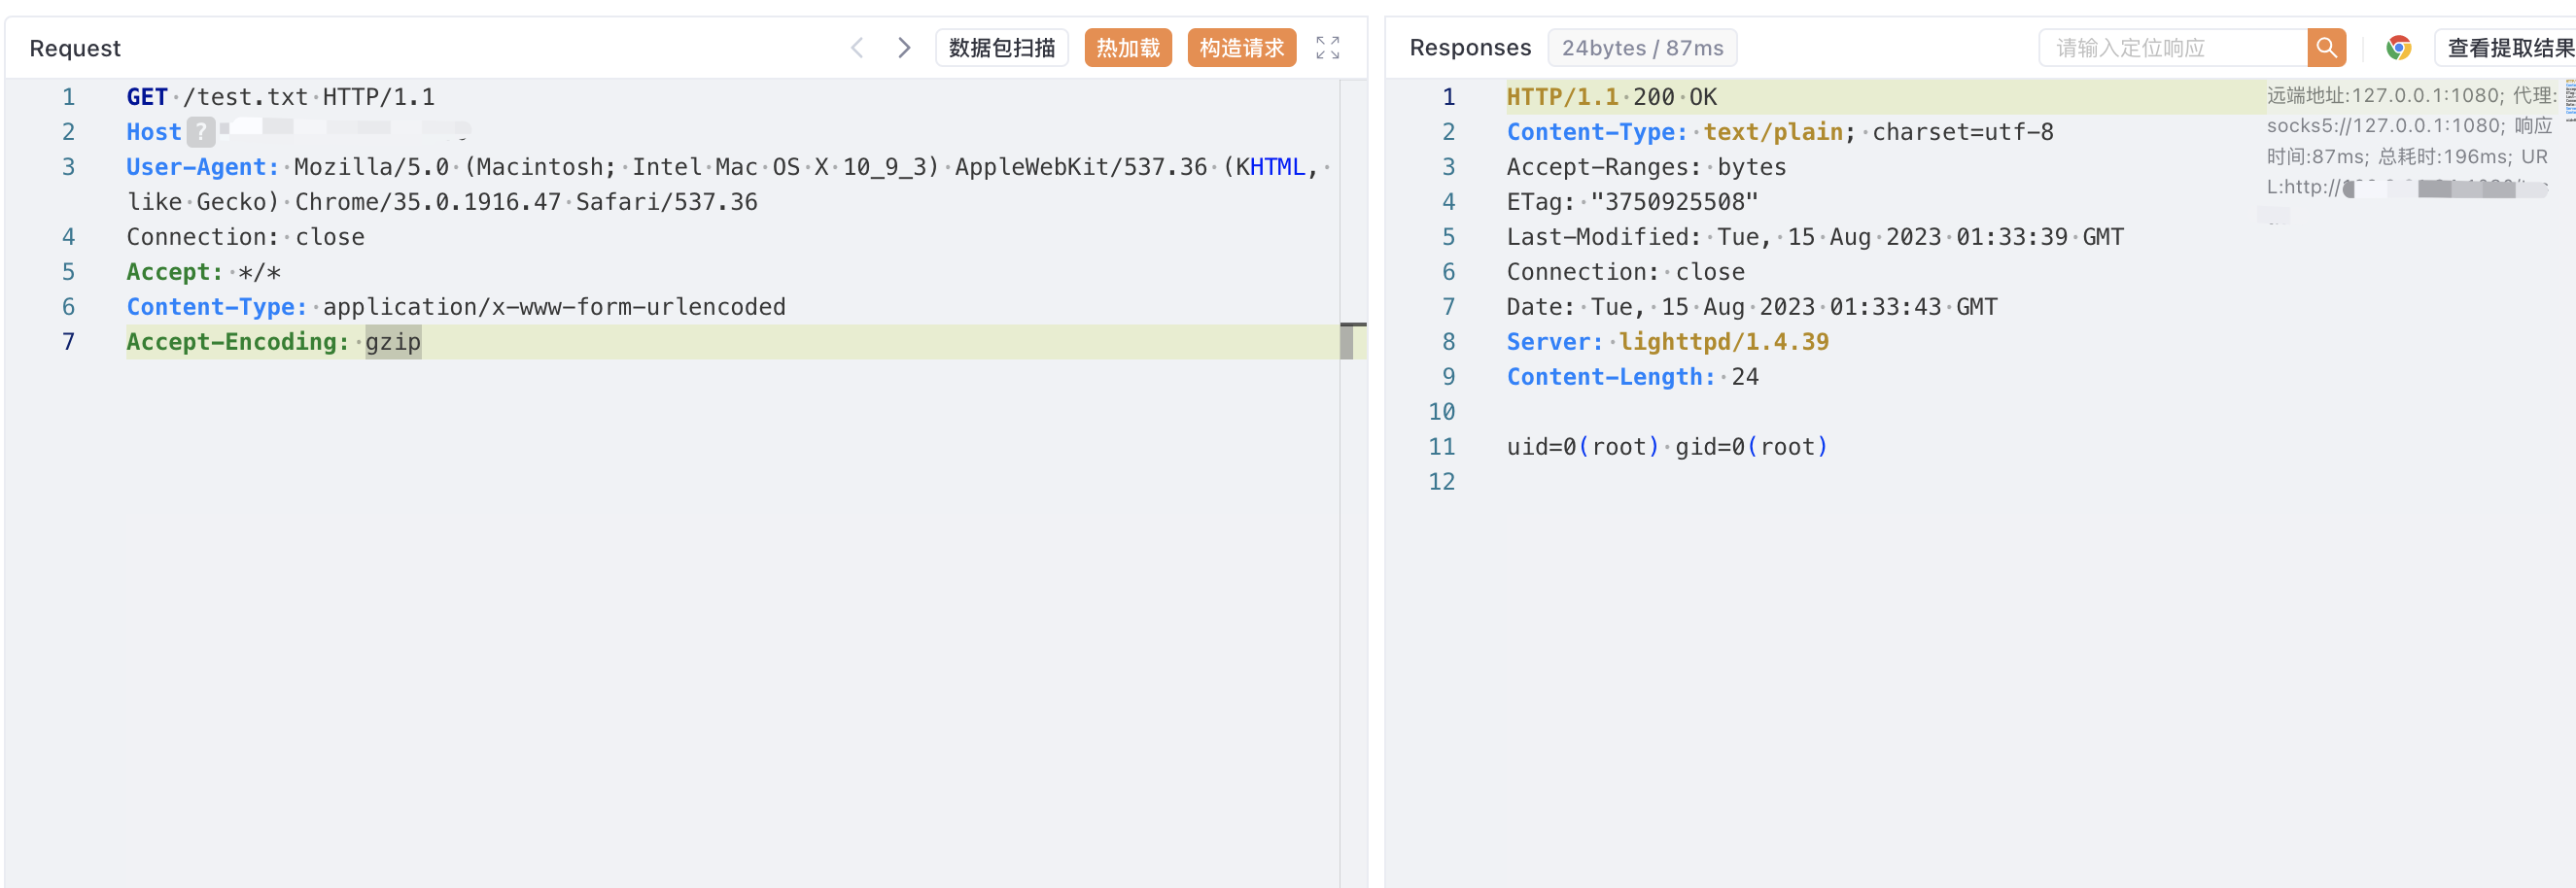 Request
数据包扫描
热加载
构造请求
1 GET /test.txt HTTP/1.1
2 Host ?
3 User-Agent: Mozilla/5.0 (Macintosh; Intel Mac OS X 10_9_3) AppleWebKit/537.36 (KHTML,
like Gecko) Chrome/35.0.1916.47 Safari/537.36
4 Connection: close
5 Accept: */*
6 Content-Type: application/x-www-form-urlencoded
7 Accept-Encoding: gzip
Responses
24bytes / 87ms
请输入定位响应
查看提取结果
1 HTTP/1.1 200 OK
2 Content-Type: text/plain; charset=utf-8
3 Accept-Ranges: bytes
4 ETag: "3750925508"
5 Last-Modified: Tue, 15 Aug 2023 01:33:39 GMT
6 Connection: close
7 Date: Tue, 15 Aug 2023 01:33:43 GMT
8 Server: lighttpd/1.4.39
9 Content-Length: 24
10
11 uid=0(root) gid=0(root)
12
远端地址:127.0.0.1:1080; 代理:
socks5://127.0.0.1:1080; 响应
时间:87ms; 总耗时:196ms; UR
L:http://